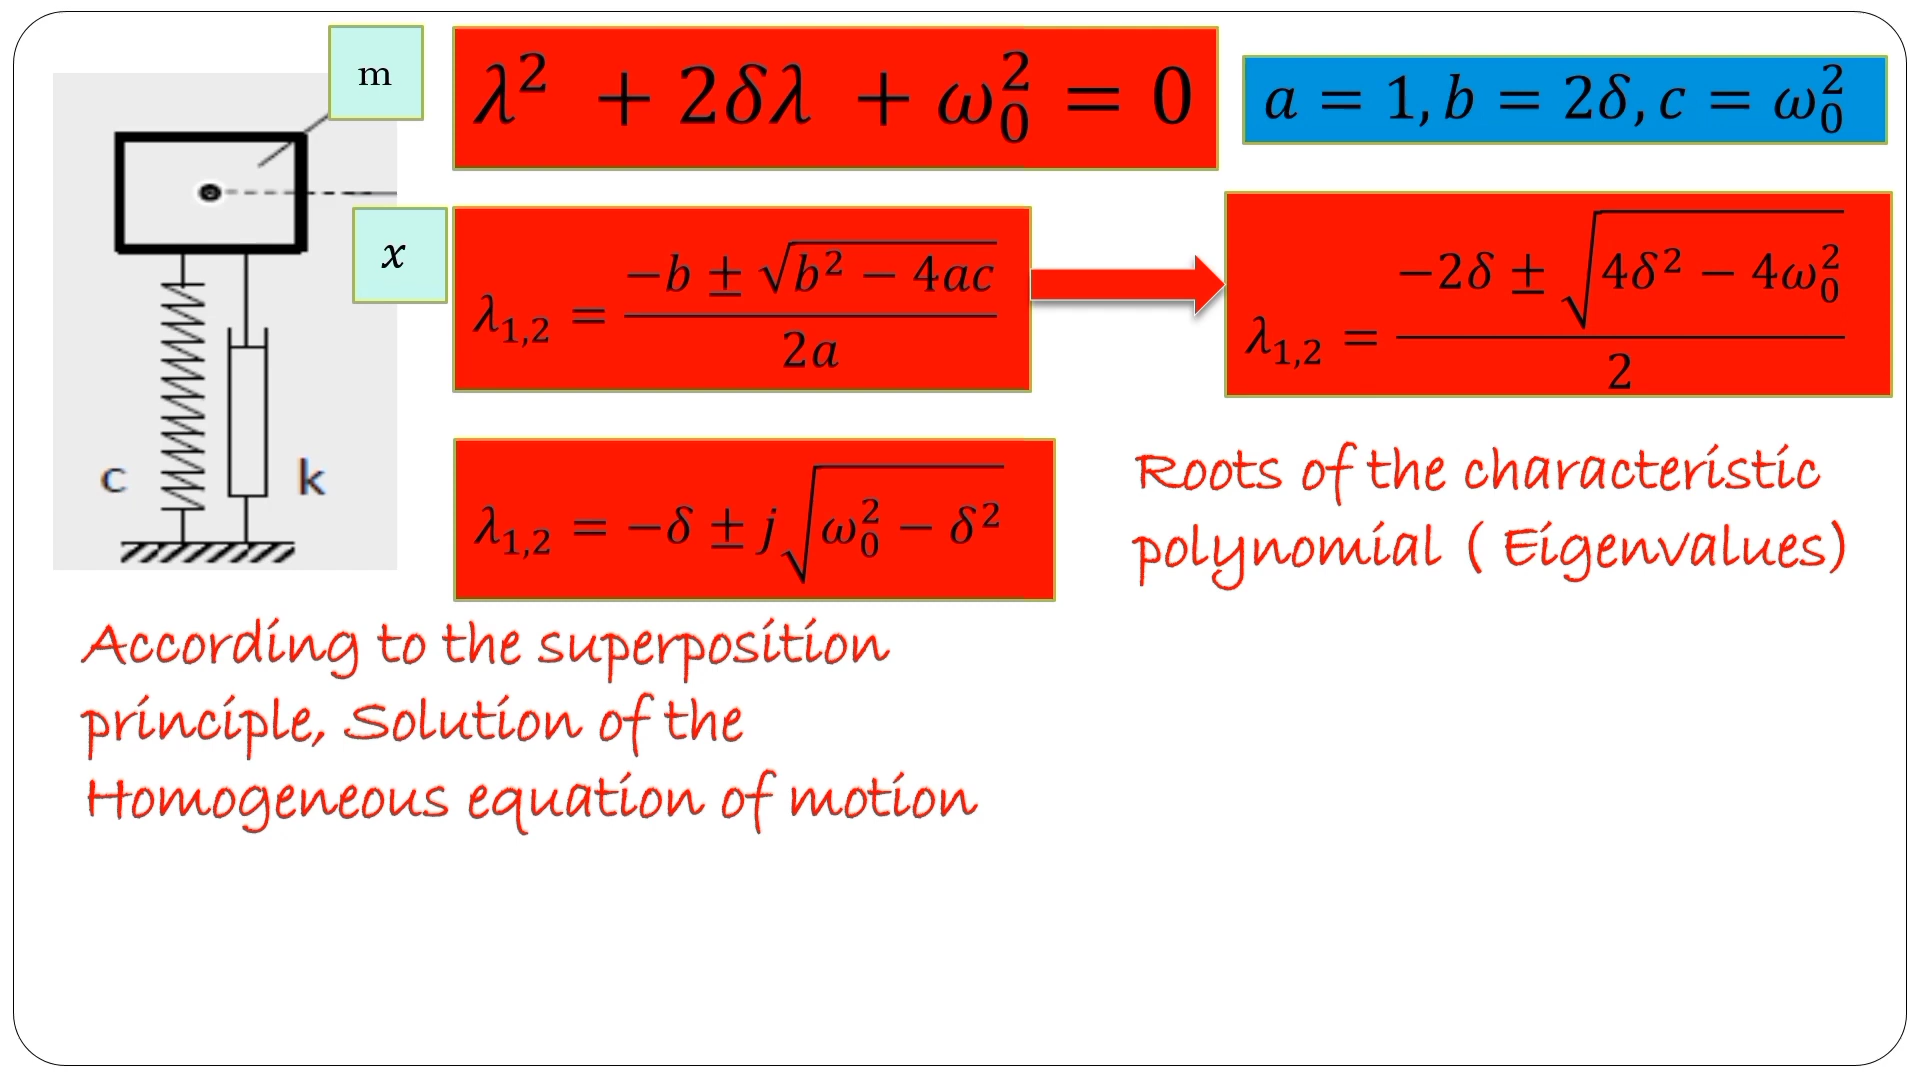 m
λ² + 2δλ + ω₀² = 0
a = 1, b = 2δ, c = ω₀²
x
λ₁,₂ = (−b ± √(b² − 4ac)) / 2a
λ₁,₂ = (−2δ ± √(4δ² − 4ω₀²)) / 2
c
k
λ₁,₂ = −δ ± j√(ω₀² − δ²)
Roots of the characteristic
polynomial ( Eigenvalues)
According to the superposition
principle, Solution of the
Homogeneous equation of motion